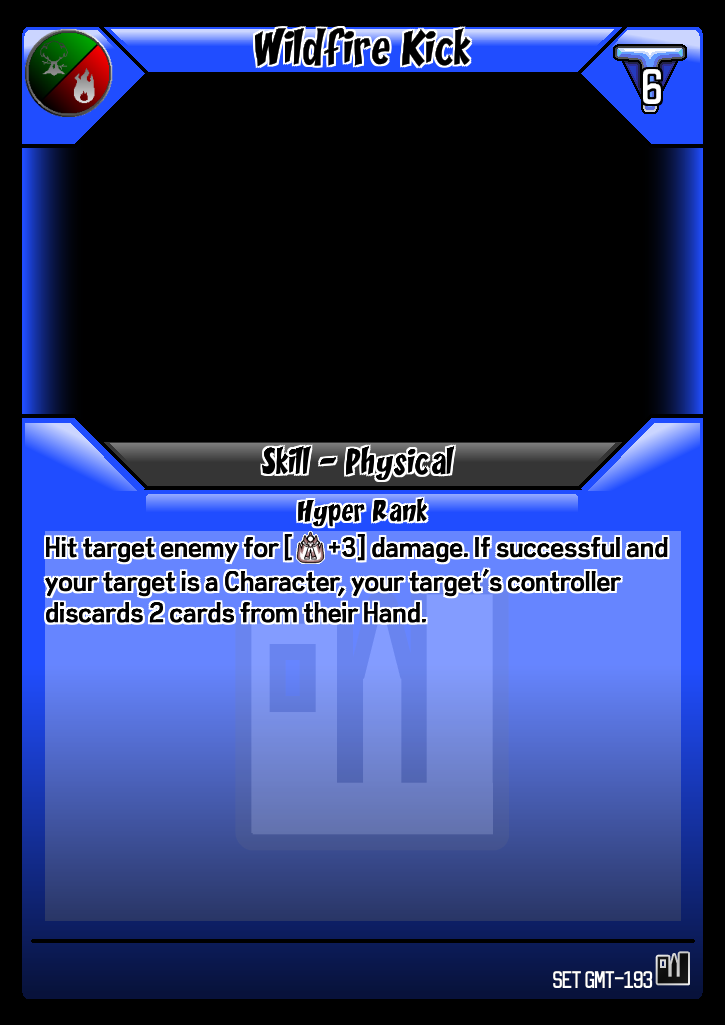 Wildfire Kick
6
Skill - Physical
Hyper Rank
Hit target enemy for [ +3] damage. If successful and
your target is a Character, your target's controller
discards 2 cards from their Hand.
SET GMT-193